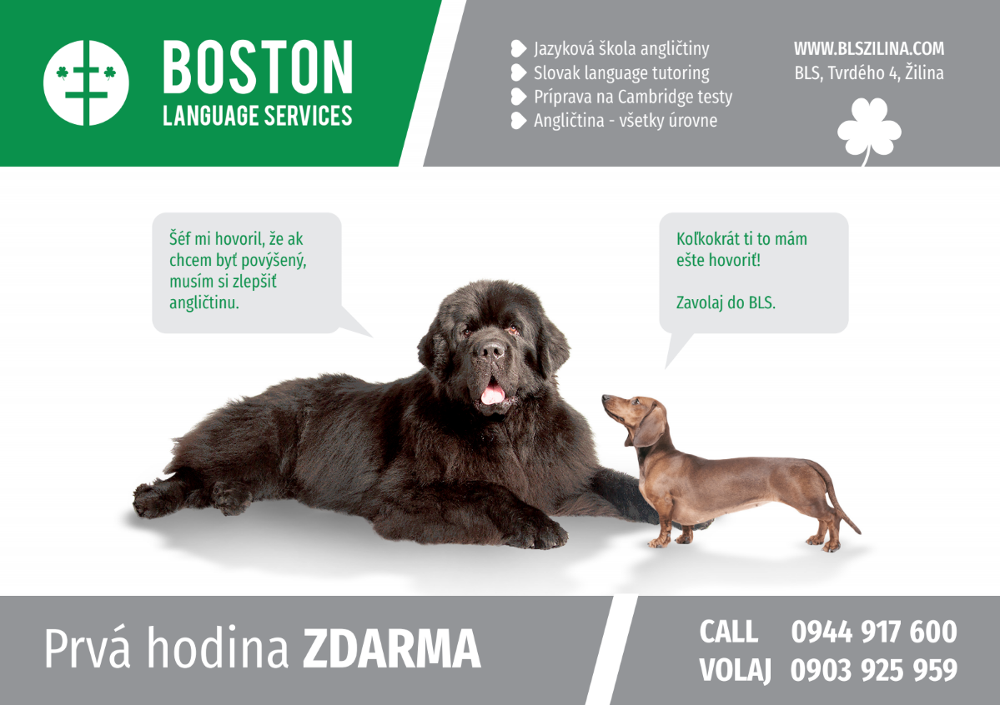 BOSTON
LANGUAGE SERVICES
Jazyková škola angličtiny
Slovak language tutoring
Príprava na Cambridge testy
Angličtina - všetky úrovne
WWW.BLSZILINA.COM
BLS, Tvrdého 4, Žilina
Šéf mi hovoril, že ak
chcem byť povýšený,
musím si zlepšiť
angličtinu.
Koľkokrát ti to mám
ešte hovoriť!
Zavolaj do BLS.
Prvá hodina ZDARMA
CALL 0944 917 600
VOLAJ 0903 925 959